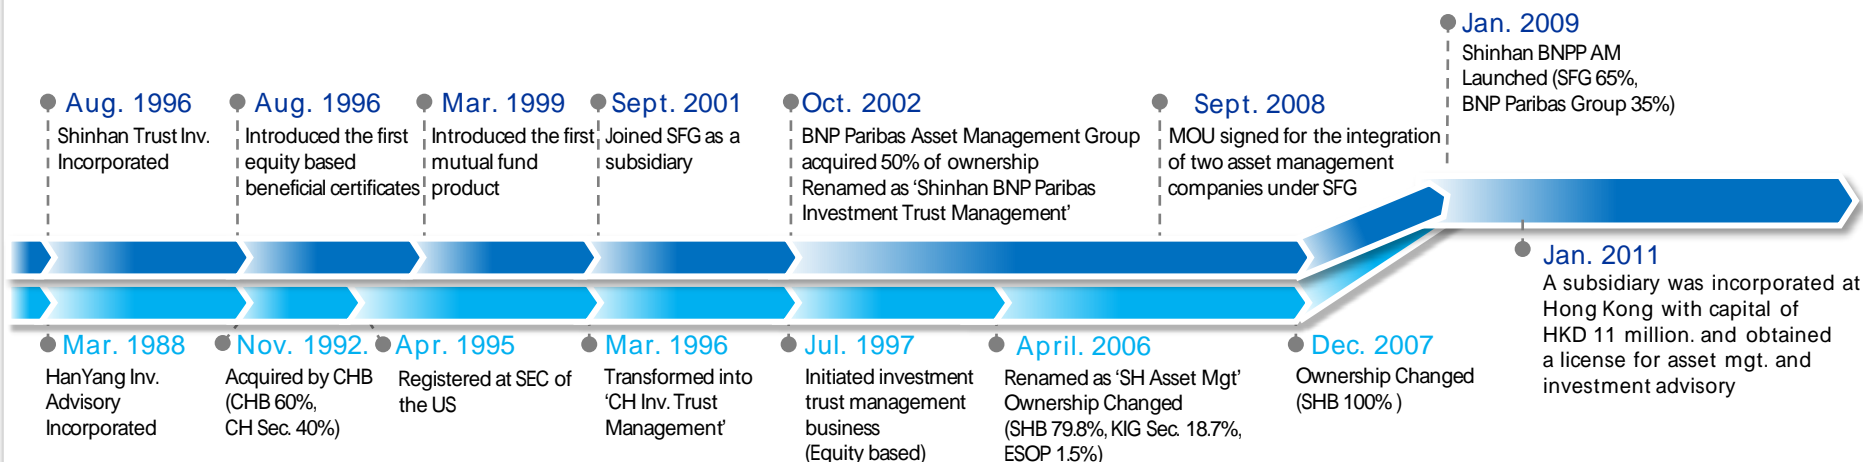 Jan. 2009
Shinhan BNPP AM
Launched (SFG 65%,
BNP Paribas Group 35%)
Aug. 1996
Shinhan Trust Inv.
Incorporated
Aug. 1996
Introduced the first
equity based
beneficial certificates
Mar. 1999
Introduced the first
mutual fund
product
Sept. 2001
Joined SFG as a
subsidiary
Oct. 2002
BNP Paribas Asset Management Group
acquired 50% of ownership
Renamed as ‘Shinhan BNP Paribas
Investment Trust Management’
Sept. 2008
MOU signed for the integration
of two asset management
companies under SFG
Jan. 2011
A subsidiary was incorporated at
Hong Kong with capital of
HKD 11 million. and obtained
a license for asset mgt. and
investment advisory
Mar. 1988
HanYang Inv.
Advisory
Incorporated
Nov. 1992.
Acquired by CHB
(CHB 60%,
CH Sec. 40%)
Apr. 1995
Registered at SEC of
the US
Mar. 1996
Transformed into
‘CH Inv. Trust
Management’
Jul. 1997
Initiated investment
trust management
business
(Equity based)
April. 2006
Renamed as ‘SH Asset Mgt’
Ownership Changed
(SHB 79.8%, KIG Sec. 18.7%,
ESOP 1.5%)
Dec. 2007
Ownership Changed
(SHB 100% )